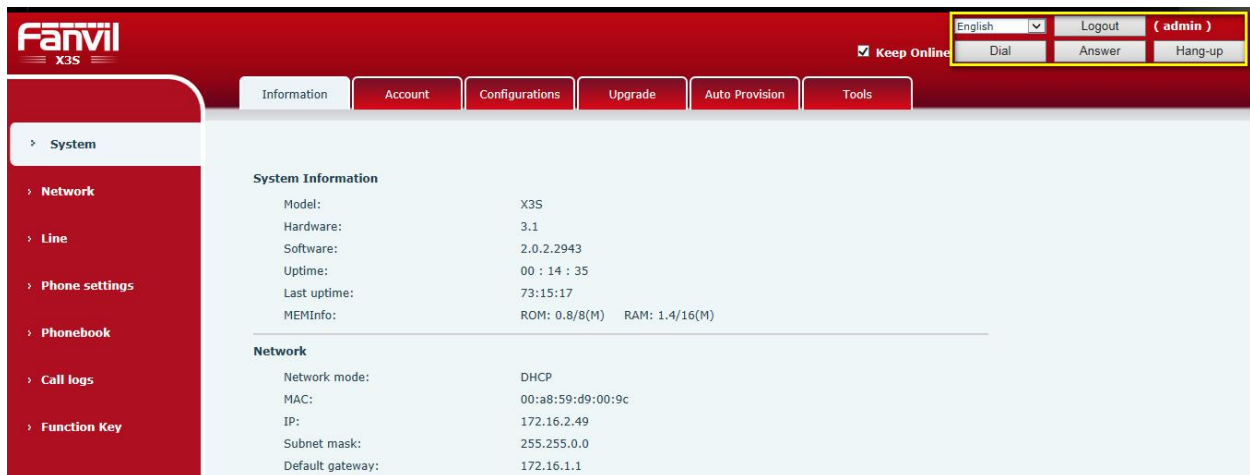 Fanvil
X3S
English Logout ( admin )
Keep Online Dial Answer Hang-up
Information Account Configurations Upgrade Auto Provision Tools
› System
› Network
› Line
› Phone settings
› Phonebook
› Call logs
› Function Key
System Information
Model: X3S
Hardware: 3.1
Software: 2.0.2.2943
Uptime: 00 : 14 : 35
Last uptime: 73:15:17
MEMInfo: ROM: 0.8/8(M) RAM: 1.4/16(M)
Network
Network mode: DHCP
MAC: 00:a8:59:d9:00:9c
IP: 172.16.2.49
Subnet mask: 255.255.0.0
Default gateway: 172.16.1.1